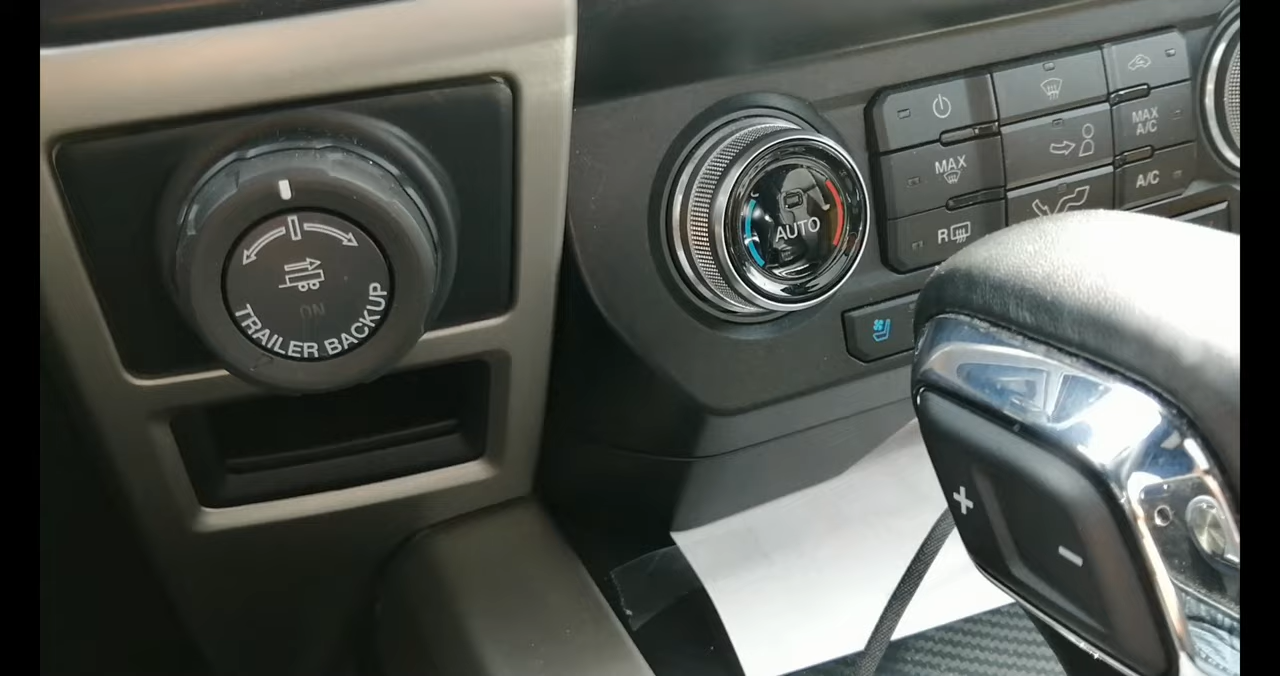 ON
TRAILER BACKUP
AUTO
MAX
R
MAX
A/C
A/C
+
-